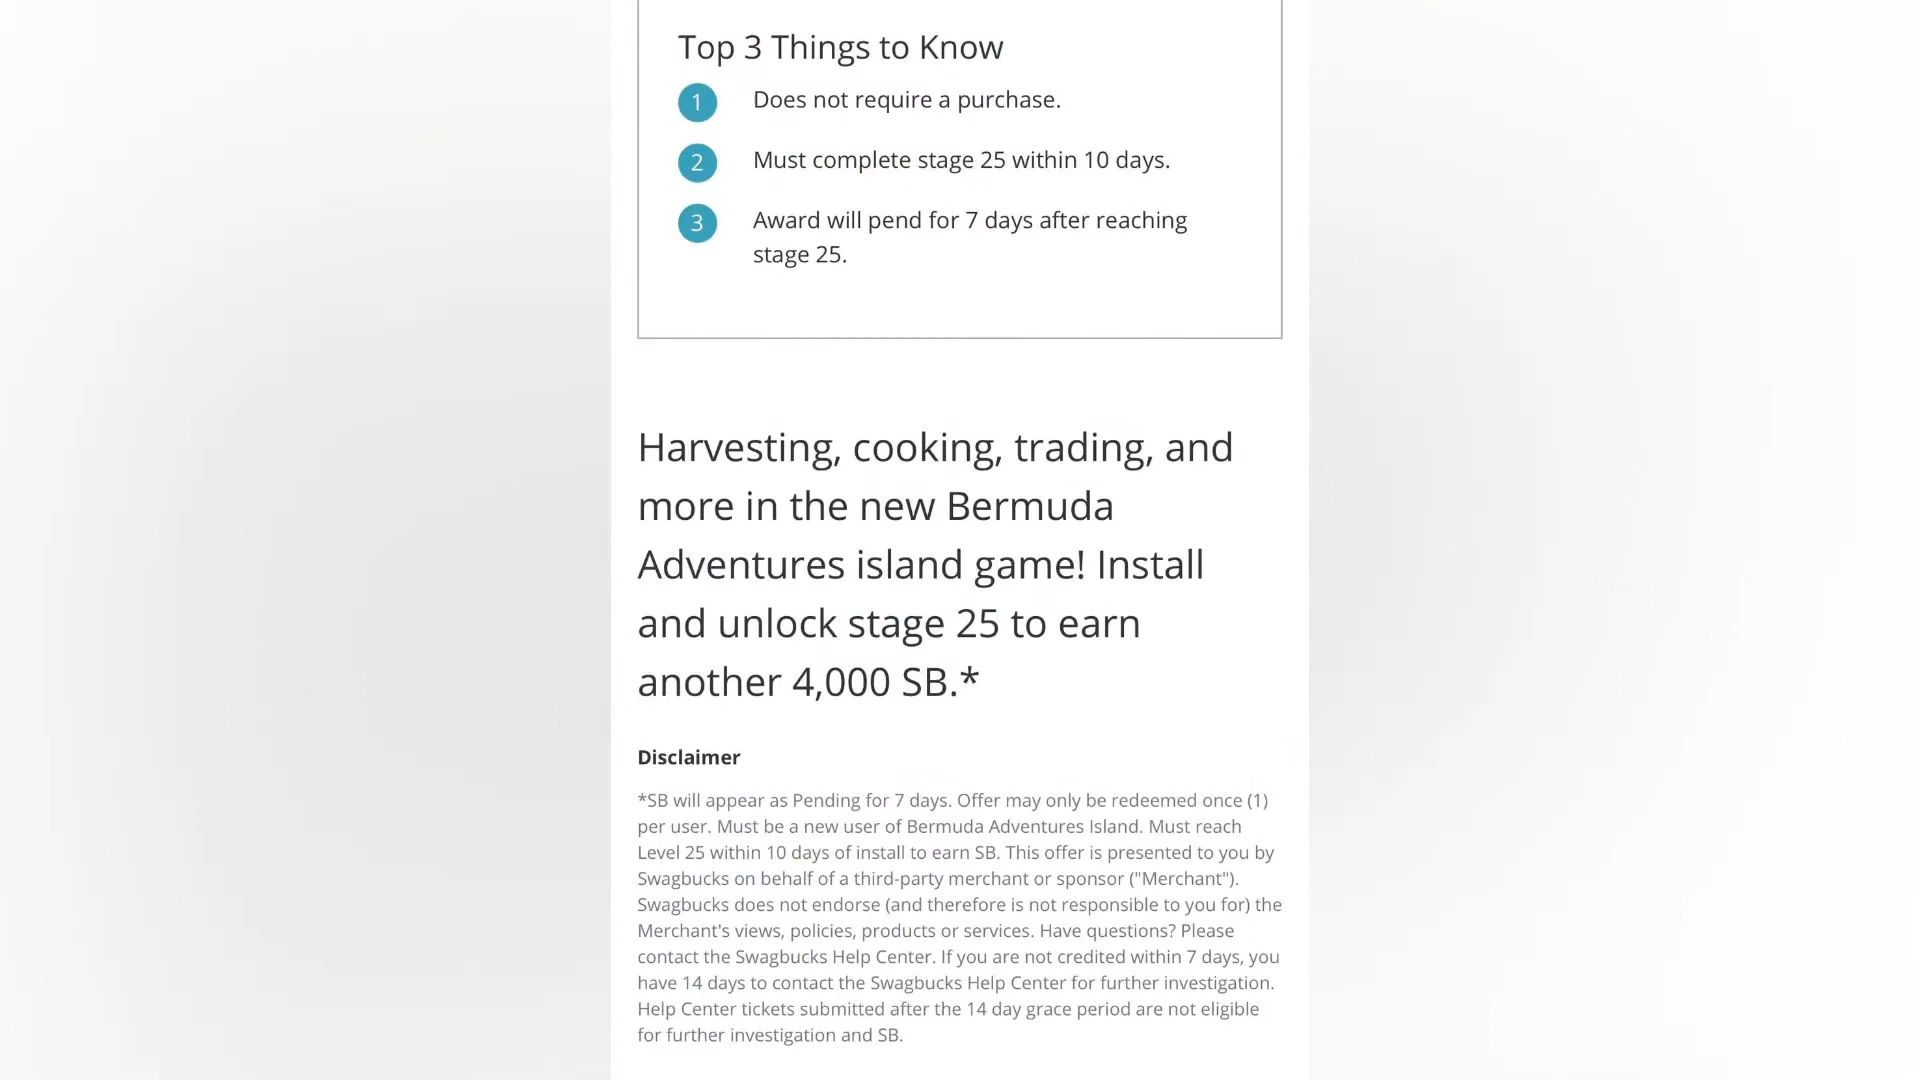 Top 3 Things to Know
1 Does not require a purchase.
2 Must complete stage 25 within 10 days.
3 Award will pend for 7 days after reaching
stage 25.
Harvesting, cooking, trading, and
more in the new Bermuda
Adventures island game! Install
and unlock stage 25 to earn
another 4,000 SB.*
Disclaimer
*SB will appear as Pending for 7 days. Offer may only be redeemed once (1)
per user. Must be a new user of Bermuda Adventures Island. Must reach
Level 25 within 10 days of install to earn SB. This offer is presented to you by
Swagbucks on behalf of a third-party merchant or sponsor ("Merchant").
Swagbucks does not endorse (and therefore is not responsible to you for) the
Merchant's views, policies, products or services. Have questions? Please
contact the Swagbucks Help Center. If you are not credited within 7 days, you
have 14 days to contact the Swagbucks Help Center for further investigation.
Help Center tickets submitted after the 14 day grace period are not eligible
for further investigation and SB.